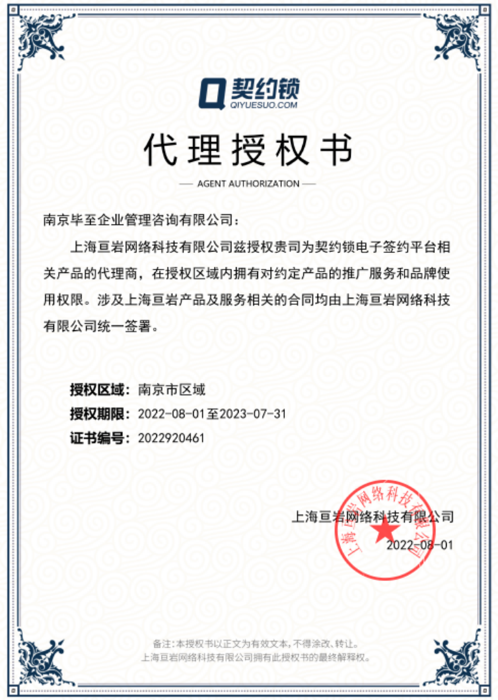 契约锁
QIYUESUO.COM
代理授权书
AGENT AUTHORIZATION
南京毕至企业管理咨询有限公司：
上海亘岩网络科技有限公司兹授权贵司为契约锁电子签约平台相
关产品的代理商，在授权区域内拥有对约定产品的推广服务和品牌使
用权限。涉及上海亘岩产品及服务相关的合同均由上海亘岩网络科技
有限公司统一签署。
授权区域：南京市区域
授权期限：2022-08-01至2023-07-31
证书编号：2022920461
上海亘岩网络科技有限公司
上海亘岩网络科技有限公司
2022-08-01
备注：本授权书以正文为有效文本，不得涂改、转让。
上海亘岩网络科技有限公司拥有此授权书的最终解释权。